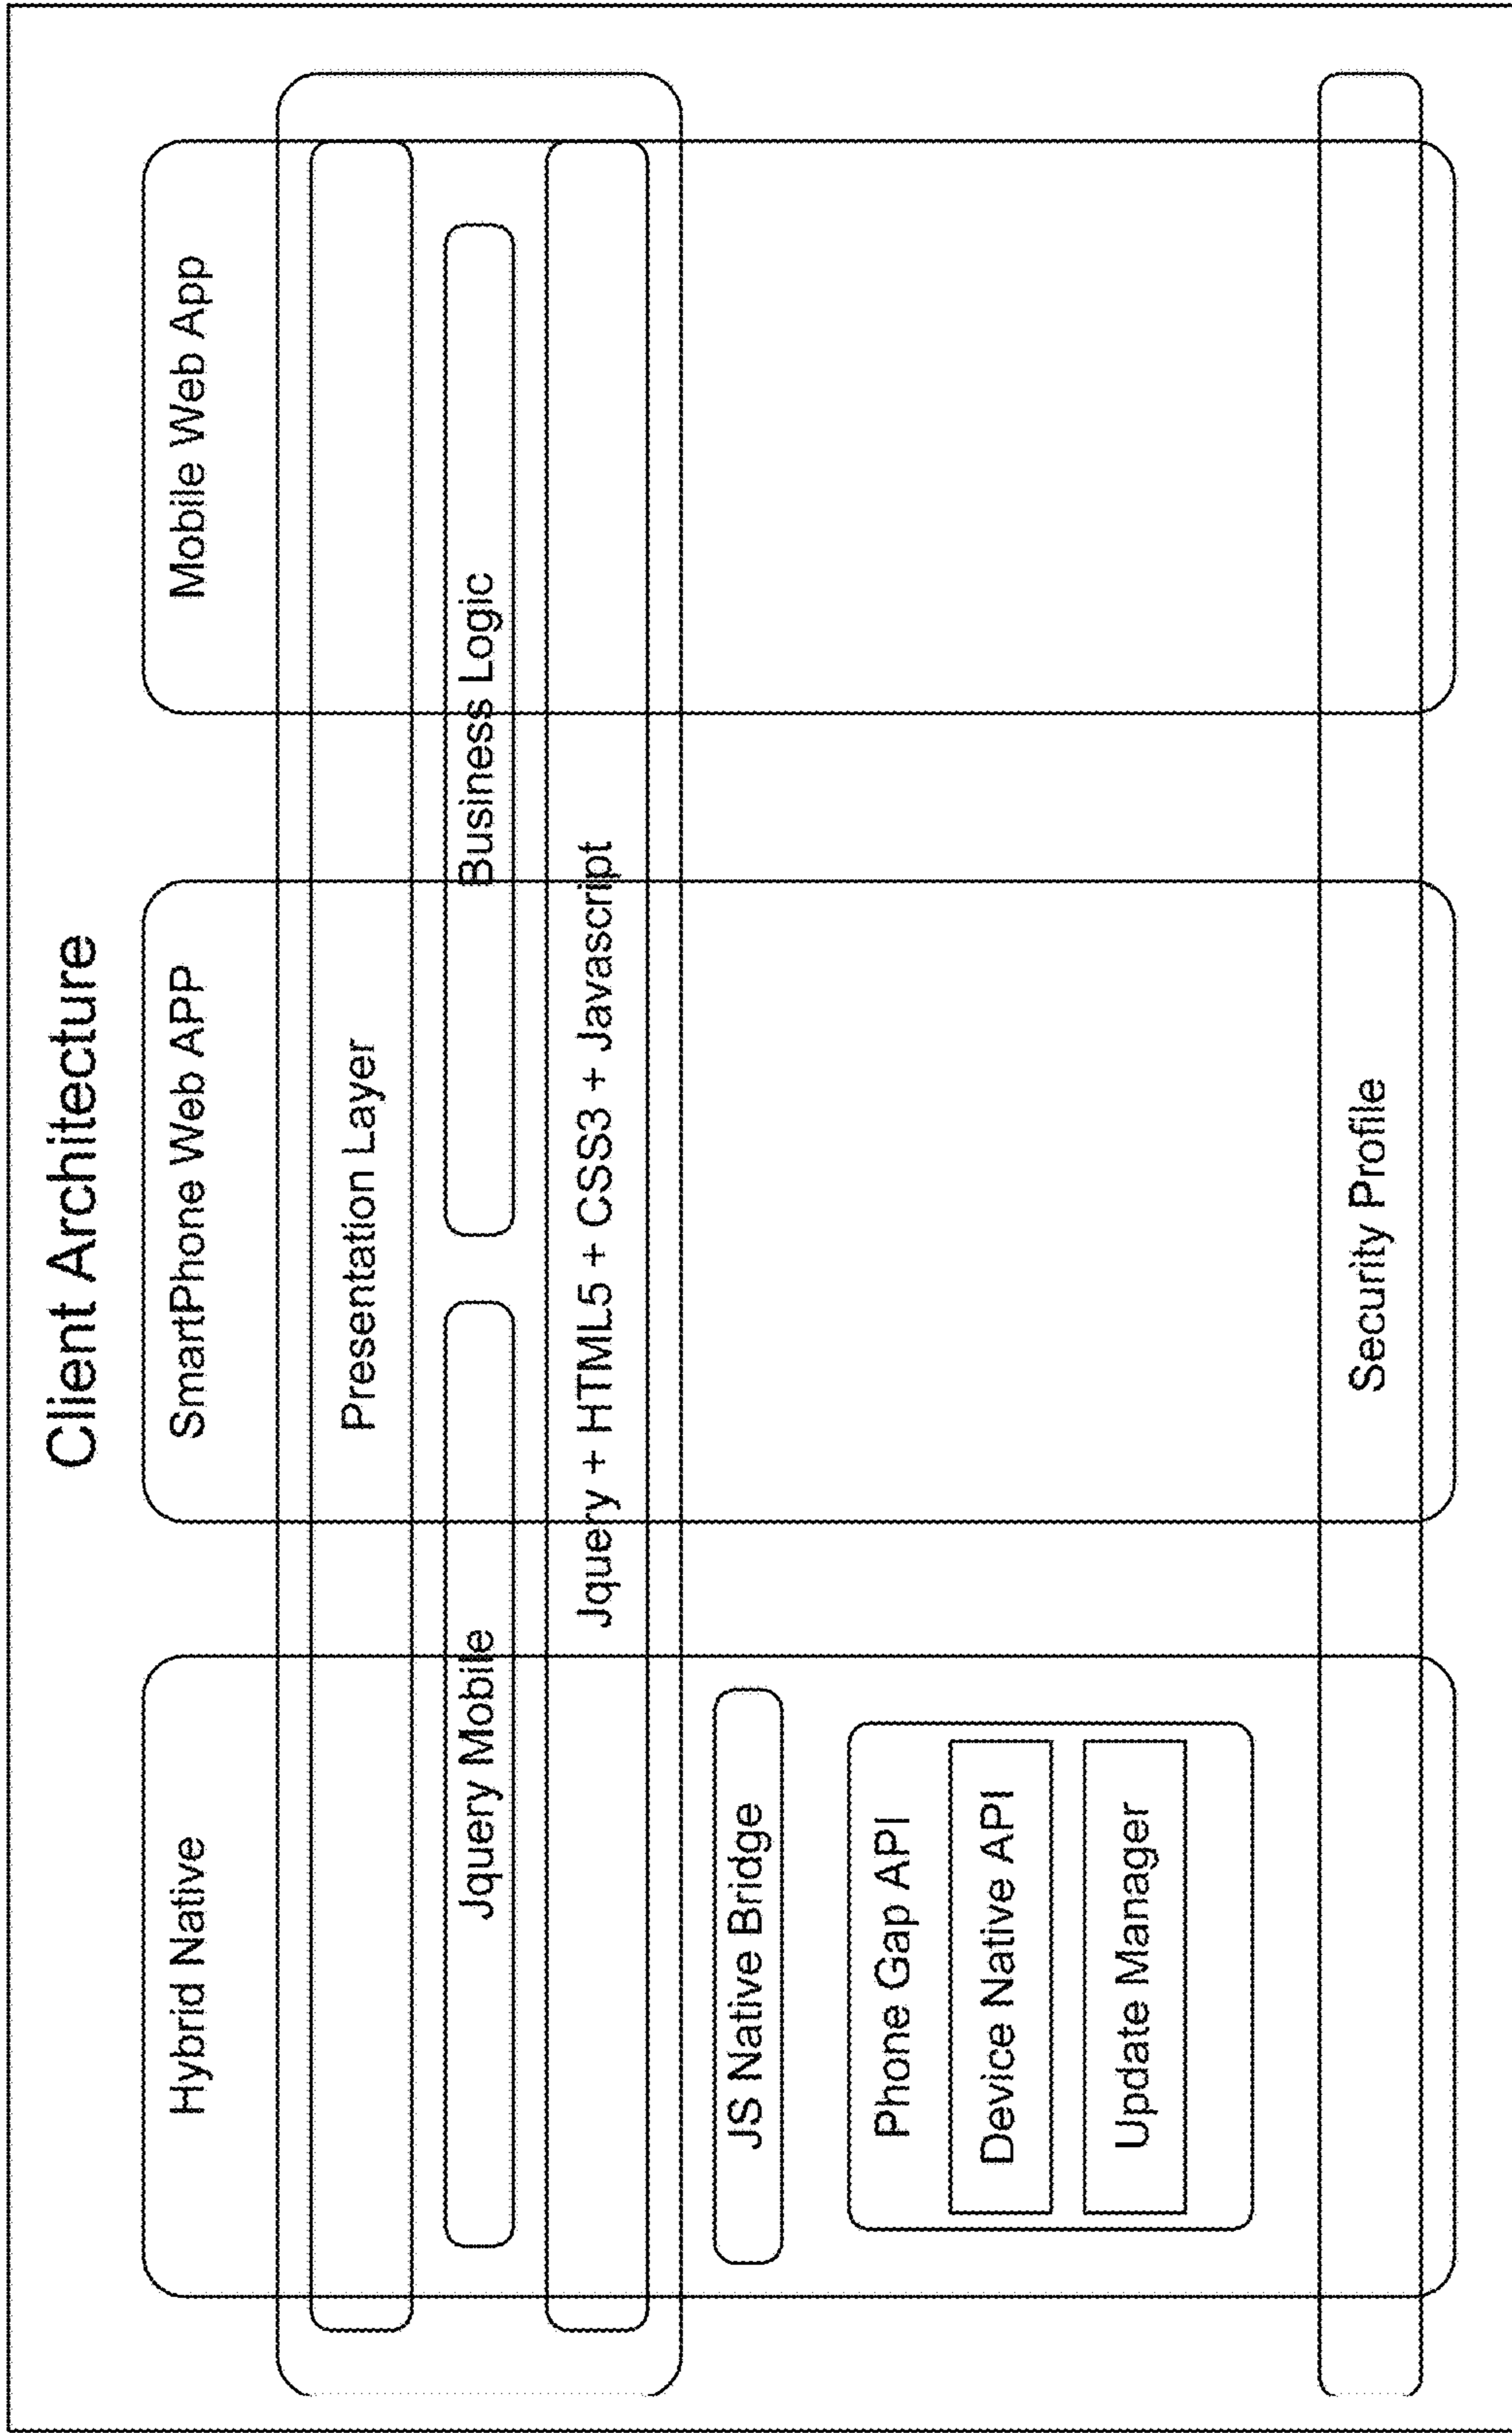 Client Architecture
Hybrid Native
SmartPhone Web APP
Mobile Web App
Presentation Layer
Jquery Mobile
Business Logic
Jquery + HTML5 + CSS3 + Javascript
JS Native Bridge
Phone Gap API
Device Native API
Update Manager
Security Profile